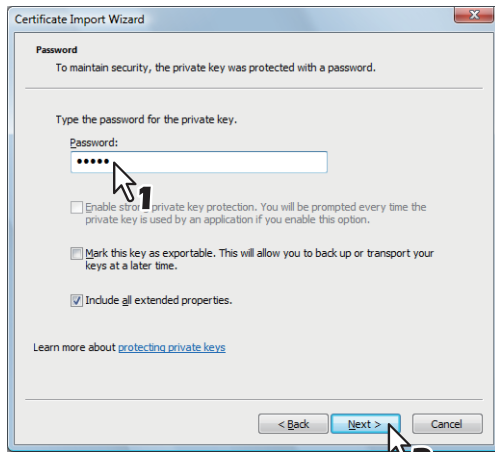 Certificate Import Wizard
Password
To maintain security, the private key was protected with a password.
Type the password for the private key.
Password:
•••••
1
Enable strong private key protection. You will be prompted every time the
private key is used by an application if you enable this option.
Mark this key as exportable. This will allow you to back up or transport your
keys at a later time.
Include all extended properties.
Learn more about protecting private keys
< Back Next > Cancel